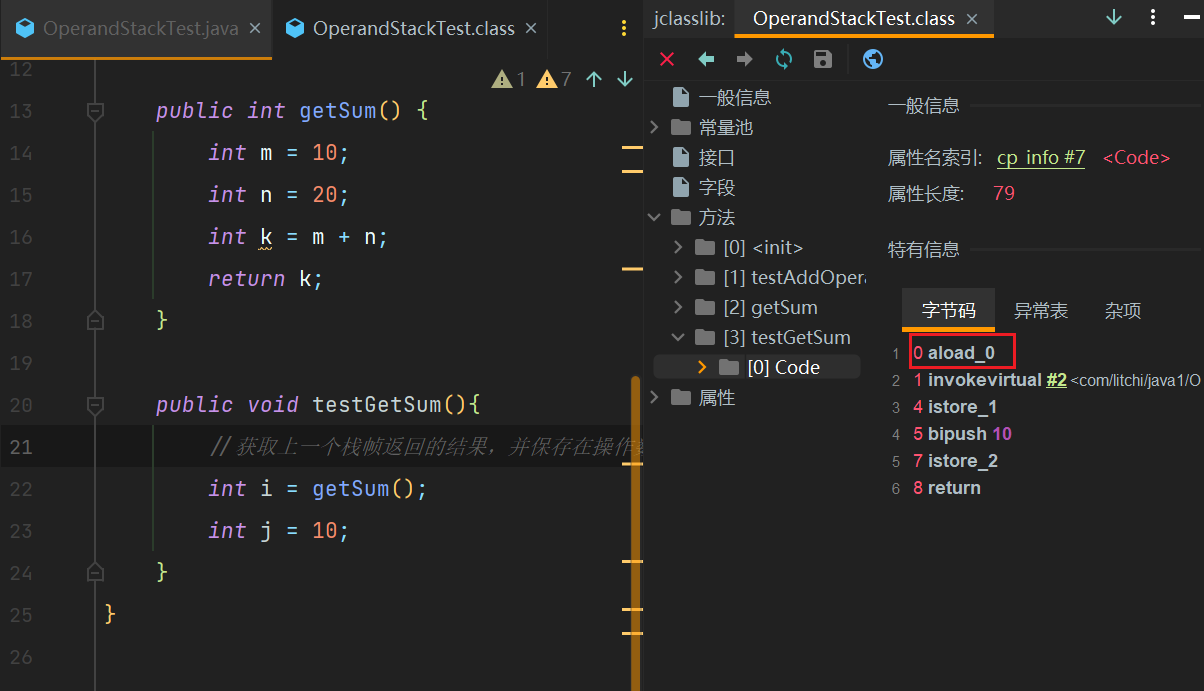 OperandStackTest.java
OperandStackTest.class
1 7
12
13 public int getSum() {
14 int m = 10;
15 int n = 20;
16 int k = m + n;
17 return k;
18 }
19
20 public void testGetSum(){
21 //获取上一个栈帧返回的结果，并保存在操作
22 int i = getSum();
23 int j = 10;
24 }
25 }
26
jclasslib:
OperandStackTest.class
一般信息
常量池
接口
字段
方法
[0] <init>
[1] testAddOpera
[2] getSum
[3] testGetSum
[0] Code
属性
一般信息
属性名索引: cp_info #7 <Code>
属性长度: 79
特有信息
字节码 异常表 杂项
1 0 aload_0
2 1 invokevirtual #2 <com/litchi/java1/O
3 4 istore_1
4 5 bipush 10
5 7 istore_2
6 8 return